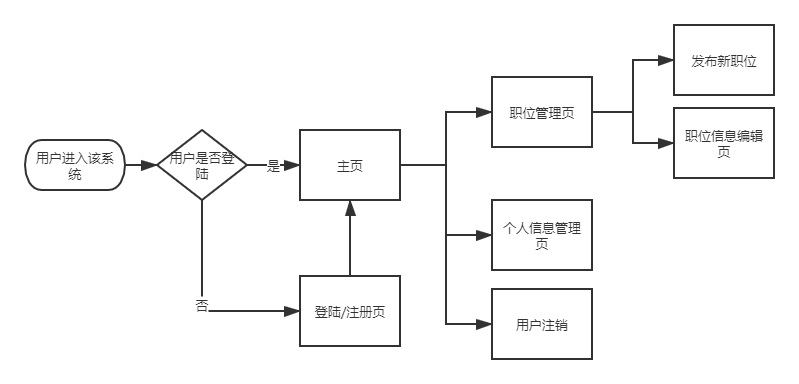 用户进入该系
统
用户是否登
陆
是
否
主页
登陆/注册页
职位管理页
个人信息管理
页
用户注销
发布新职位
职位信息编辑
页